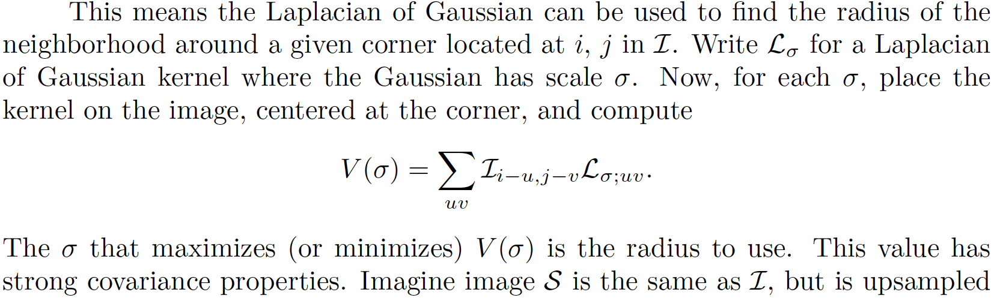 This means the Laplacian of Gaussian can be used to find the radius of the
neighborhood around a given corner located at i, j in ℐ. Write ℒ_σ for a Laplacian
of Gaussian kernel where the Gaussian has scale σ. Now, for each σ, place the
kernel on the image, centered at the corner, and compute
V(σ) = ∑_{uv} ℐ_{i−u,j−v} ℒ_{σ;uv}.
The σ that maximizes (or minimizes) V(σ) is the radius to use. This value has
strong covariance properties. Imagine image 𝒮 is the same as ℐ, but is upsampled